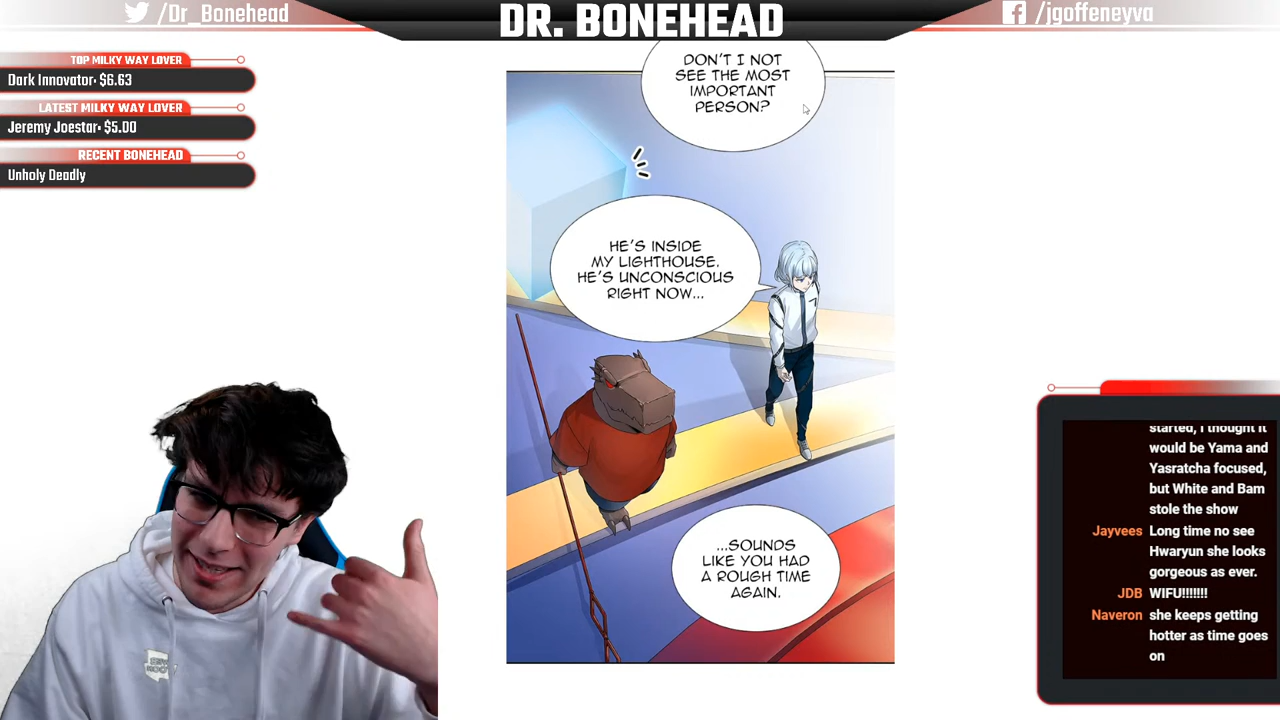 /Dr_Bonehead
DR. BONEHEAD
/jgoffeneyva
TOP MILKY WAY LOVER
Dark Innovator· $6.63
LATEST MILKY WAY LOVER
Jeremy Joestar· $5.00
RECENT BONEHEAD
Unholy Deadly
DON'T I NOT
SEE THE MOST
IMPORTANT
PERSON?
HE'S INSIDE
MY LIGHTHOUSE.
HE'S UNCONSCIOUS
RIGHT NOW...
...SOUNDS
LIKE YOU HAD
A ROUGH TIME
AGAIN.
started, I thought it
would be Yama and
Yasratcha focused,
but White and Bam
stole the show
Jayvees Long time no see
Hwaryun she looks
gorgeous as ever.
JDB WIFU!!!!!!!
Naveron she keeps getting
hotter as time goes
on